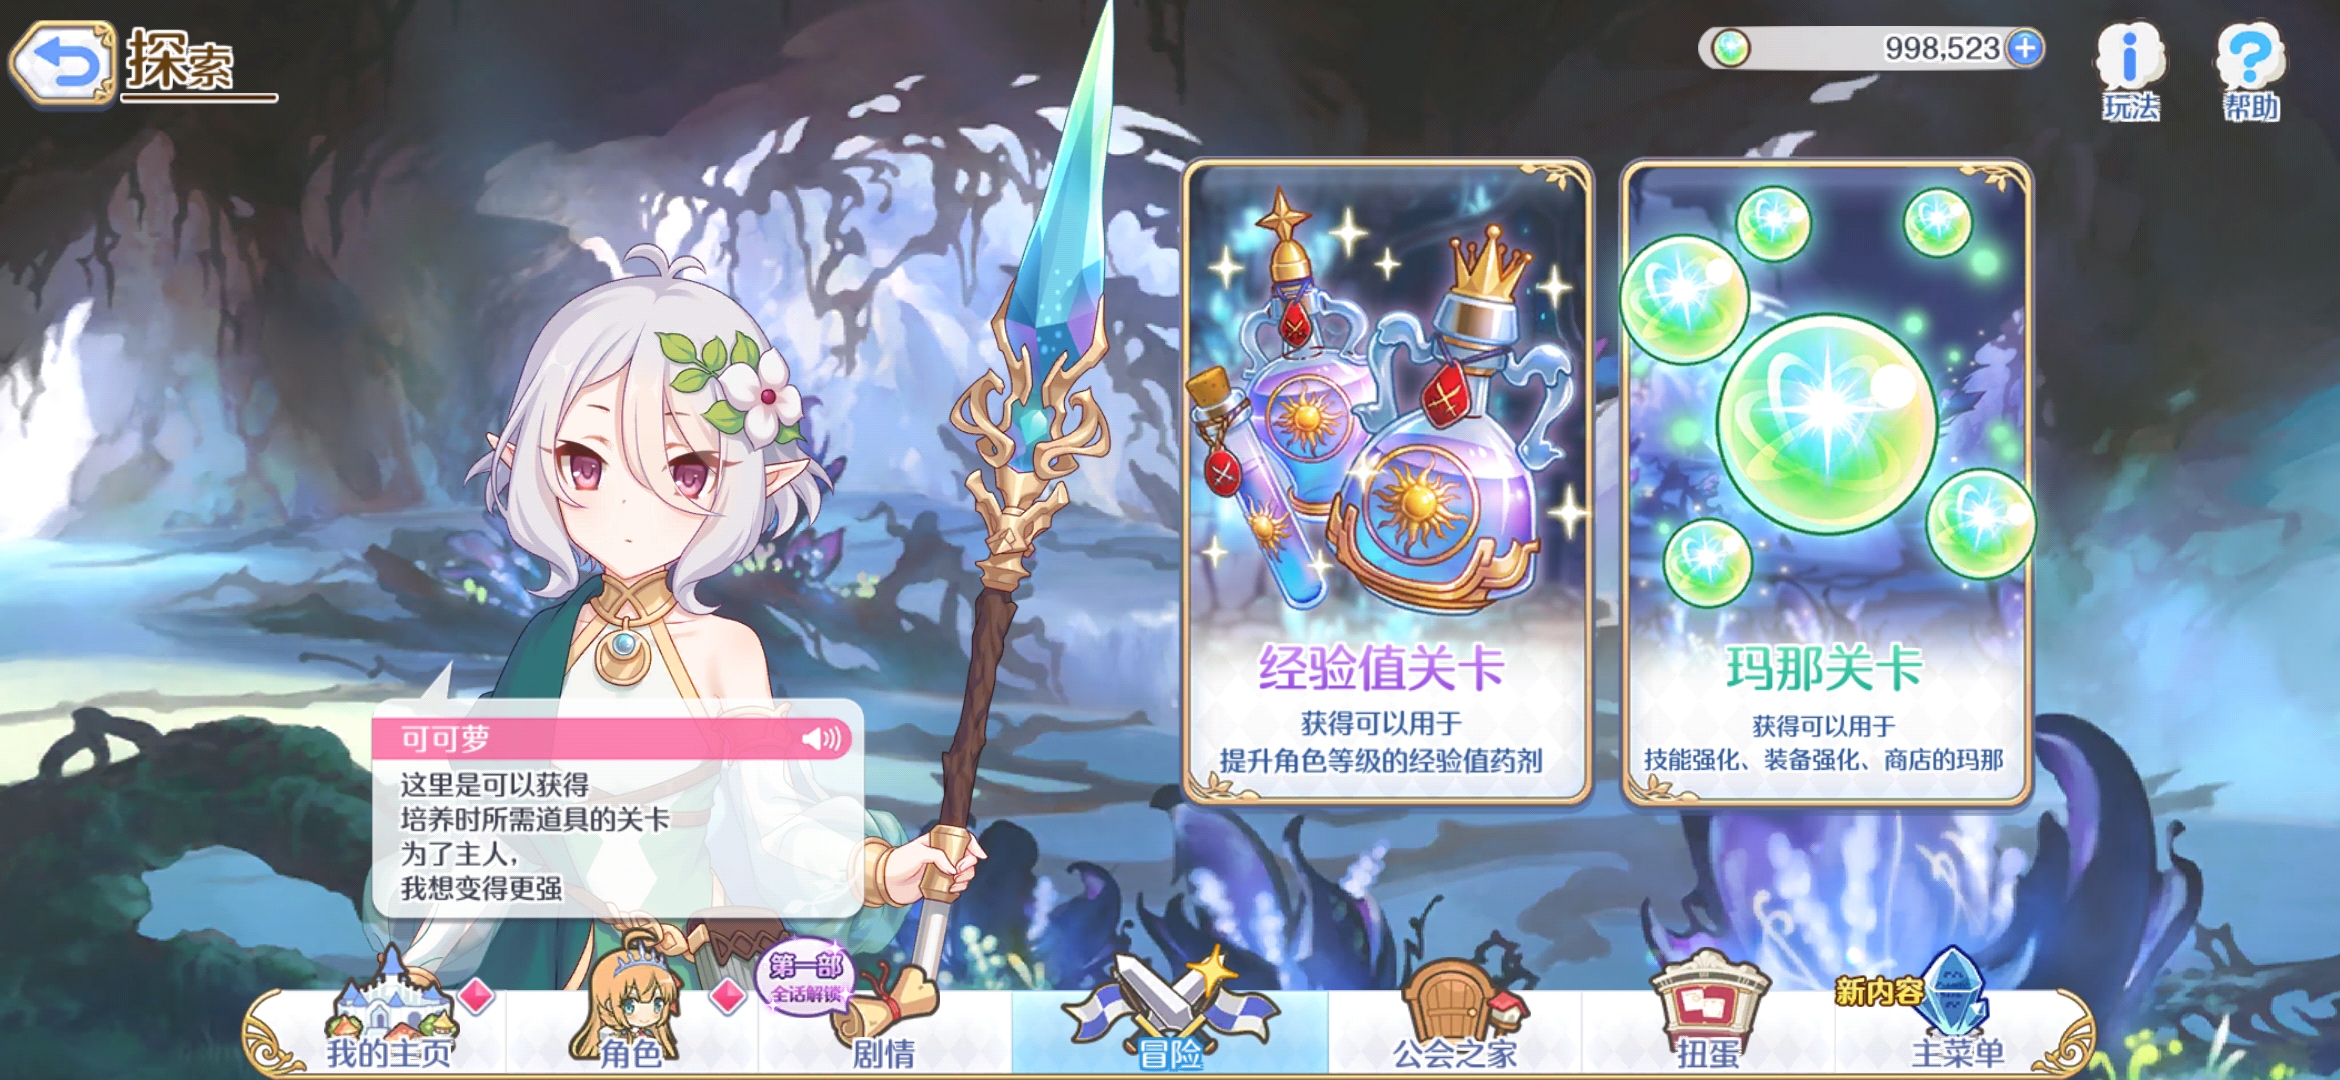 探索
998,523
玩法
帮助
经验值关卡
获得可以用于
提升角色等级的经验值药剂
玛那关卡
获得可以用于
技能强化、装备强化、商店的玛那
可可萝
这里是可以获得
培养时所需道具的关卡
为了主人，
我想变得更强
我的主页
角色
第一部
全话解锁
剧情
冒险
公会之家
扭蛋
新内容
主菜单